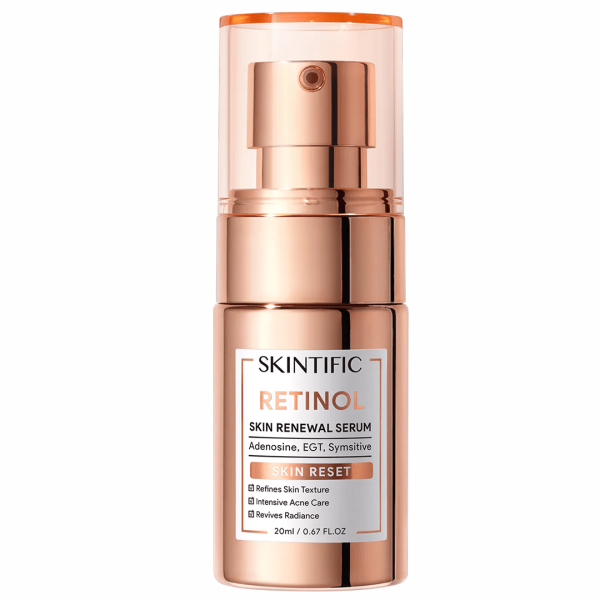 SKINTIFIC
RETINOL
SKIN RENEWAL SERUM
Adenosine, EGT, Symsitive
SKIN RESET
Refines Skin Texture
Intensive Acne Care
Revives Radiance
20ml / 0.67 FL.OZ